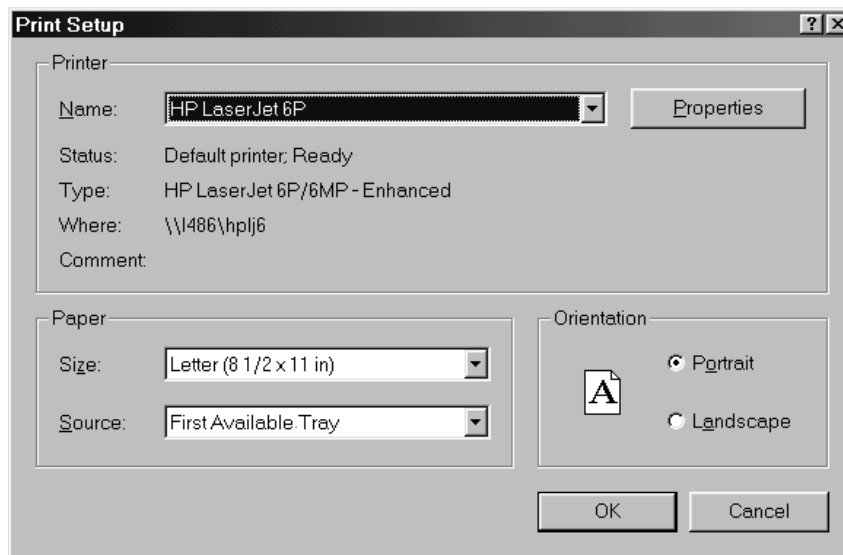 Print Setup
Printer
Name: HP LaserJet 6P Properties
Status: Default printer; Ready
Type: HP LaserJet 6P/6MP - Enhanced
Where: \\I486\hplj6
Comment:
Paper
Size: Letter (8 1/2 x 11 in)
Source: First Available Tray
Orientation
A
Portrait
Landscape
OK Cancel